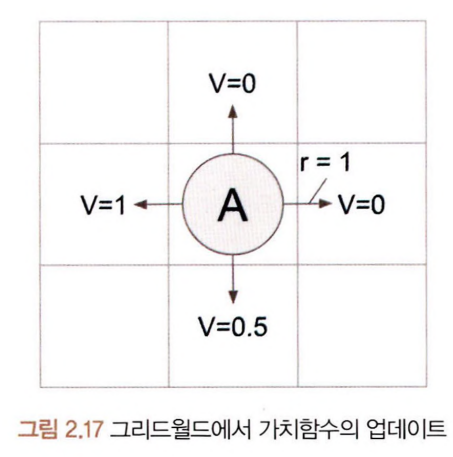 V=0
r = 1
V=1
A
V=0
V=0.5
그림 2.17 그리드월드에서 가치함수의 업데이트